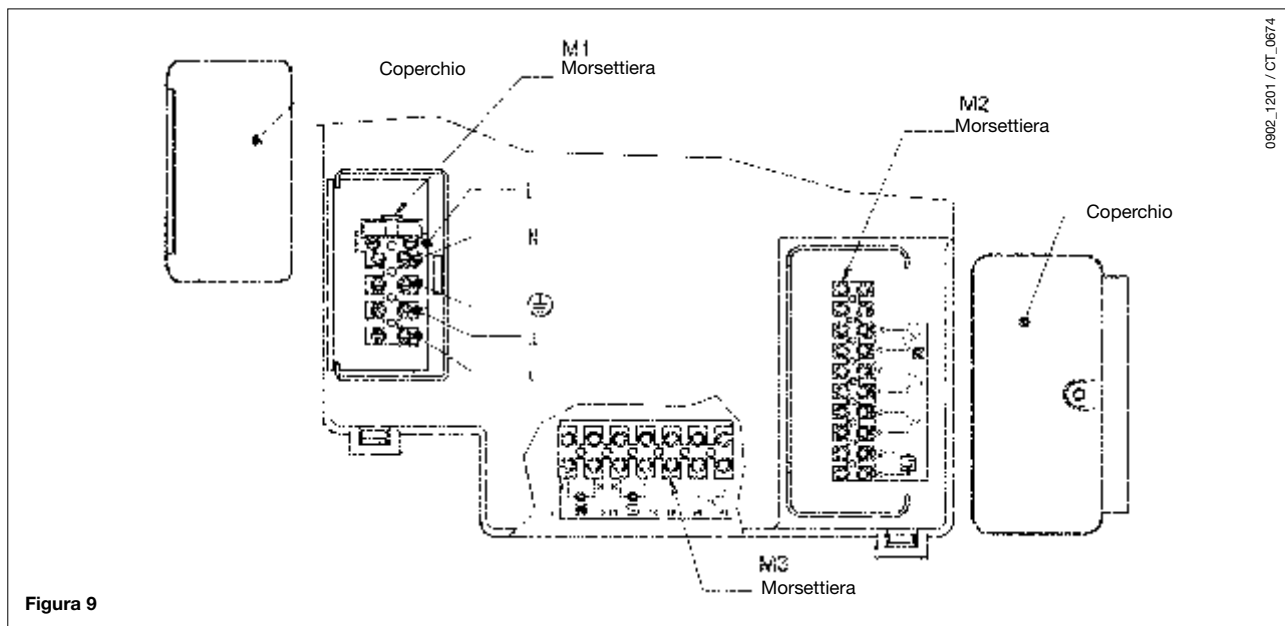 0902_1201 / CT_0674
Coperchio
M1
Morsettiera
M2
Morsettiera
Coperchio
L
N
M3
Morsettiera
Figura 9